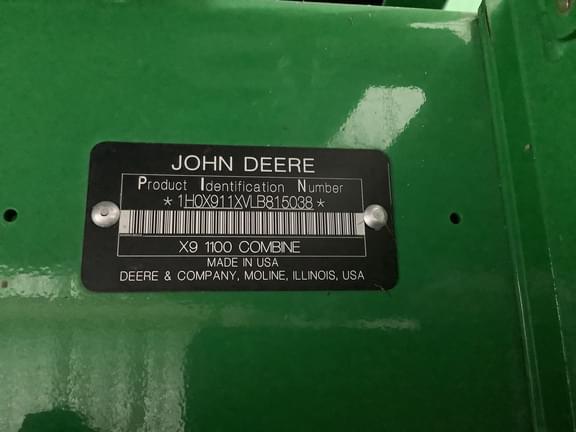 JOHN DEERE
Product Identification Number
*1H0X911XVLB815038*
X9 1100 COMBINE
MADE IN USA
DEERE & COMPANY, MOLINE, ILLINOIS, USA